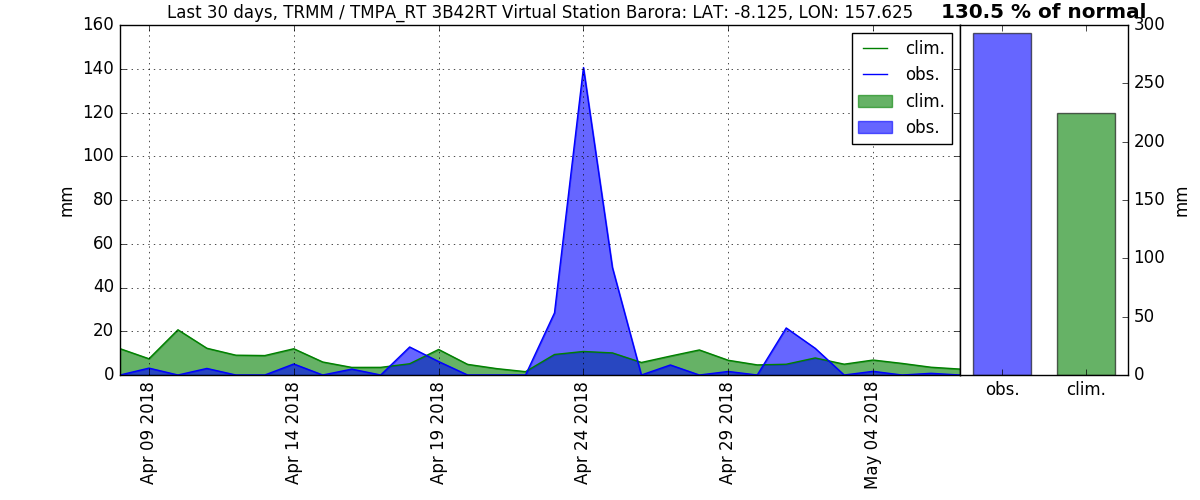 Last 30 days, TRMM / TMPA_RT 3B42RT Virtual Station Barora: LAT: -8.125, LON: 157.625
130.5 % of normal
160
140
120
100
80
60
40
20
0
mm
clim.
obs.
clim.
obs.
300
250
200
150
100
50
0
mm
Apr 09 2018
Apr 14 2018
Apr 19 2018
Apr 24 2018
Apr 29 2018
May 04 2018
obs.
clim.